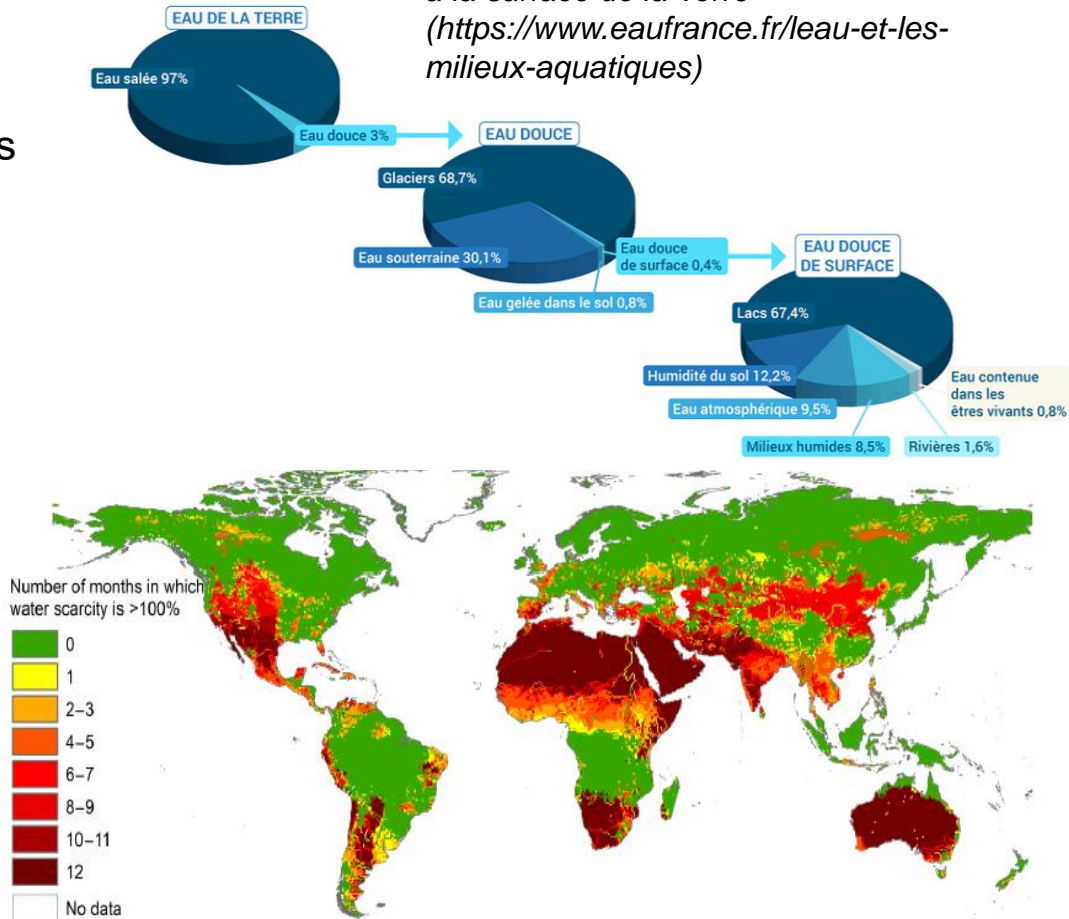 à la surface de la Terre
(https://www.eaufrance.fr/leau-et-les-
milieux-aquatiques)
s
EAU DE LA TERRE
Eau salée 97%
Eau douce 3%
EAU DOUCE
Glaciers 68,7%
Eau souterraine 30,1%
Eau douce
de surface 0,4%
Eau gelée dans le sol 0,8%
EAU DOUCE
DE SURFACE
Lacs 67,4%
Humidité du sol 12,2%
Eau atmosphérique 9,5%
Milieux humides 8,5%
Rivières 1,6%
Eau contenue
dans les
êtres vivants 0,8%
Number of months in which
water scarcity is >100%
0
1
2–3
4–5
6–7
8–9
10–11
12
No data